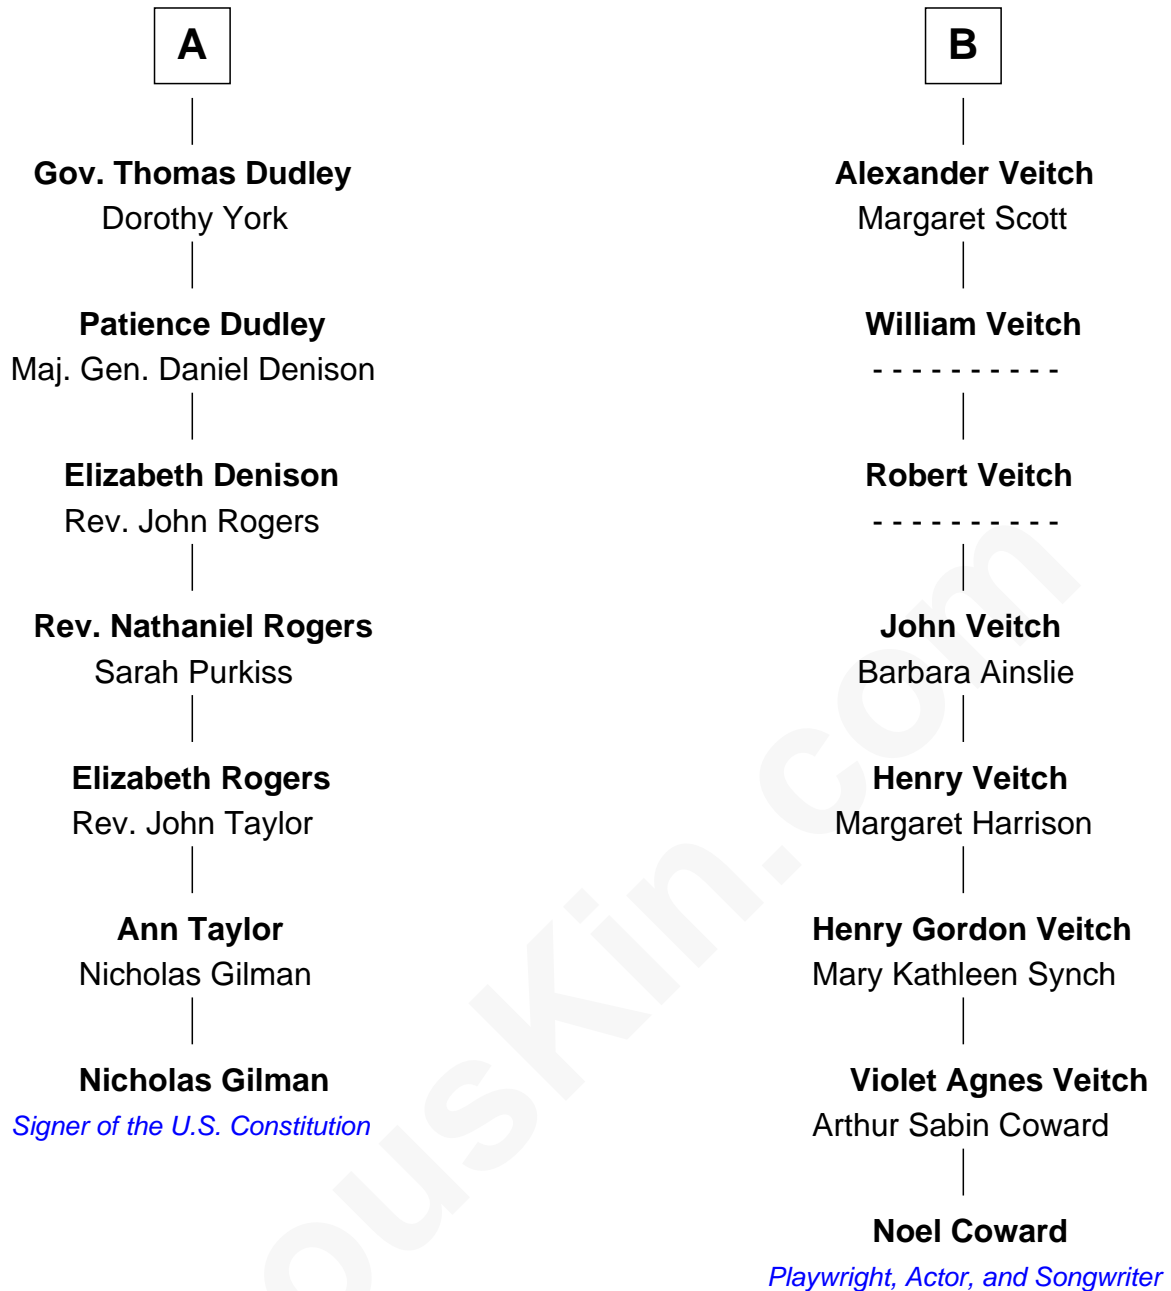 A
Gov. Thomas Dudley
Dorothy York
Patience Dudley
Maj. Gen. Daniel Denison
Elizabeth Denison
Rev. John Rogers
Rev. Nathaniel Rogers
Sarah Purkiss
Elizabeth Rogers
Rev. John Taylor
Ann Taylor
Nicholas Gilman
Nicholas Gilman
Signer of the U.S. Constitution
B
Alexander Veitch
Margaret Scott
William Veitch
- - - - - - - - - -
Robert Veitch
- - - - - - - - - -
John Veitch
Barbara Ainslie
Henry Veitch
Margaret Harrison
Henry Gordon Veitch
Mary Kathleen Synch
Violet Agnes Veitch
Arthur Sabin Coward
Noel Coward
Playwright, Actor, and Songwriter
ouskin.com